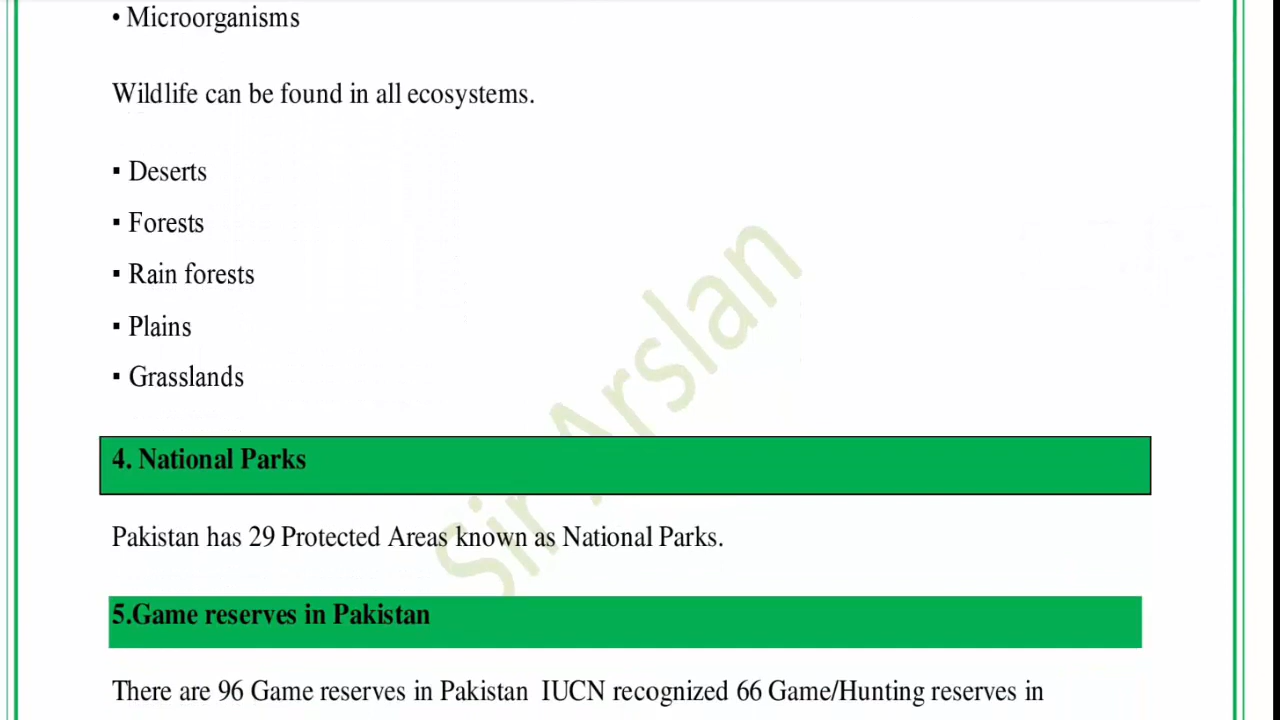 • Microorganisms
Wildlife can be found in all ecosystems.
▪ Deserts
▪ Forests
▪ Rain forests
▪ Plains
▪ Grasslands
4. National Parks
Pakistan has 29 Protected Areas known as National Parks.
5.Game reserves in Pakistan
There are 96 Game reserves in Pakistan IUCN recognized 66 Game/Hunting reserves in
Sir Arslan